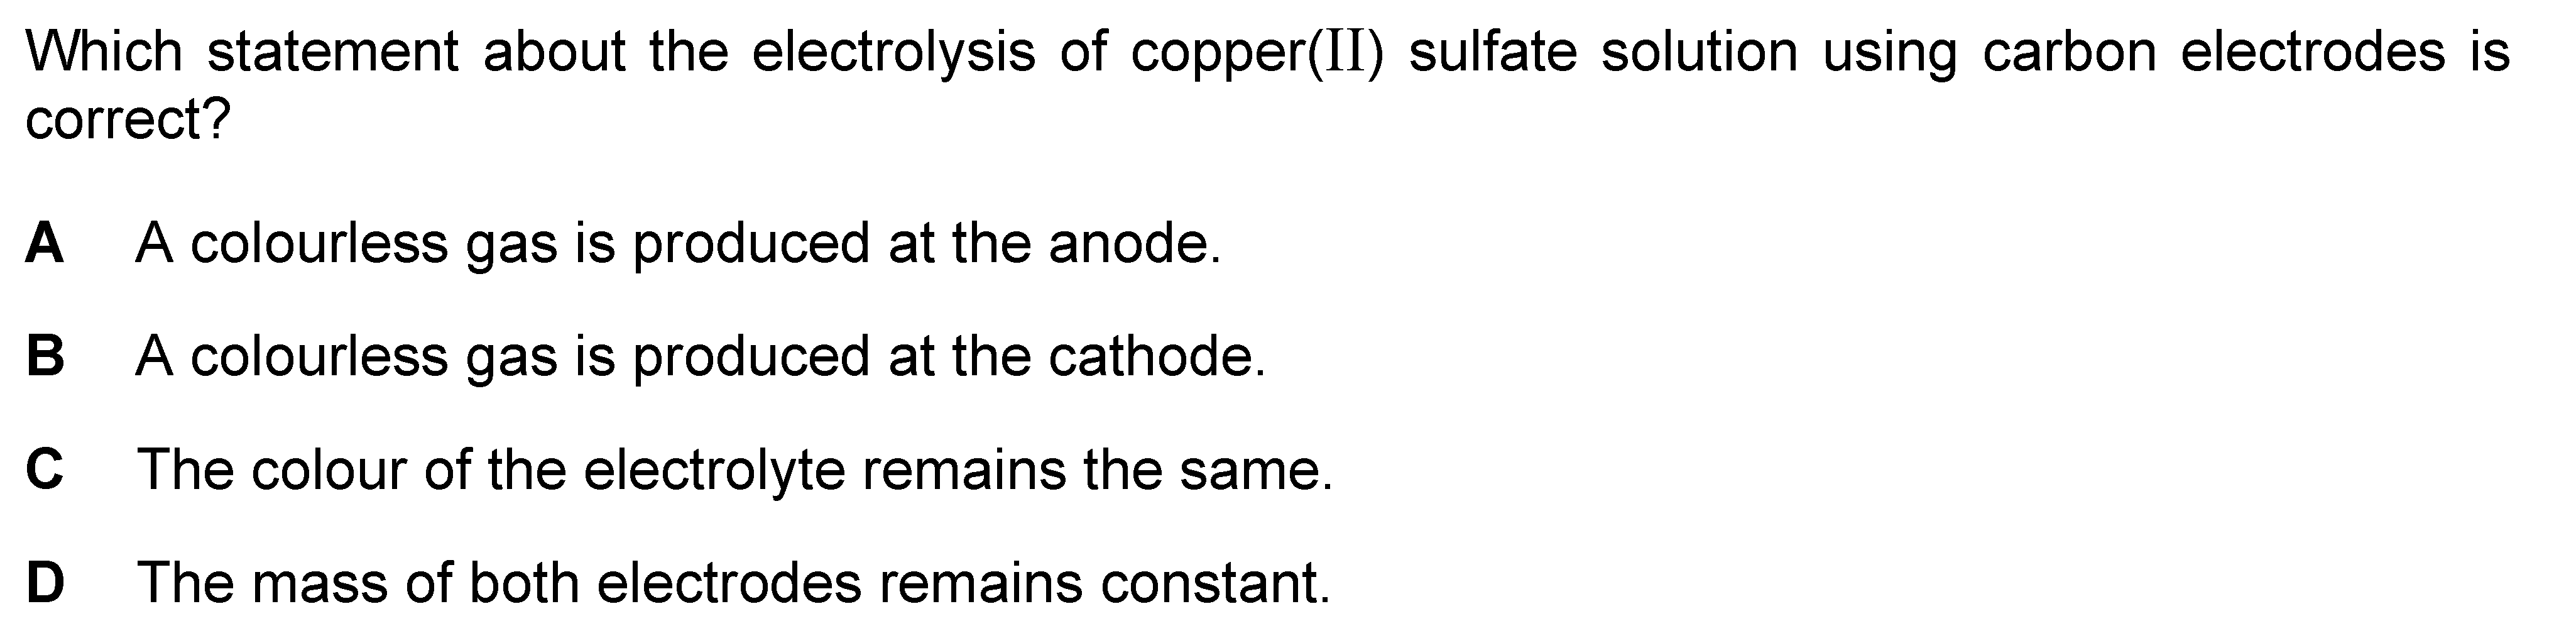 Which statement about the electrolysis of copper(II) sulfate solution using carbon electrodes is
correct?
A A colourless gas is produced at the anode.
B A colourless gas is produced at the cathode.
C The colour of the electrolyte remains the same.
D The mass of both electrodes remains constant.